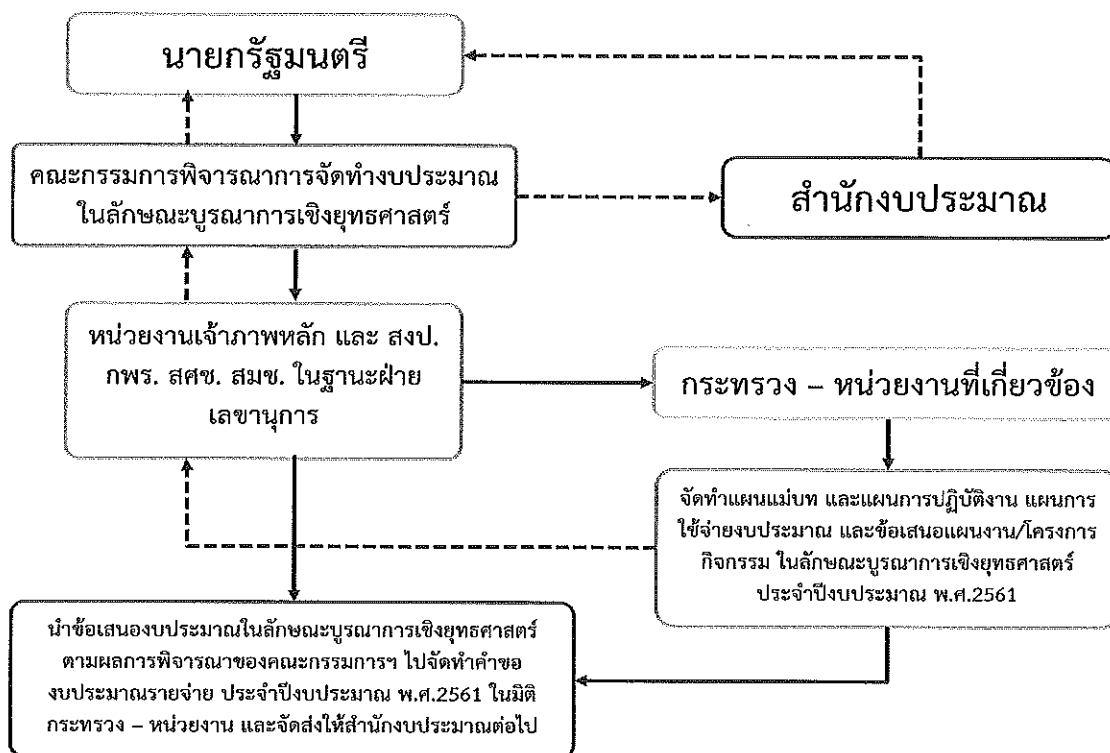 นายกรัฐมนตรี
คณะกรรมการพิจารณาการจัดทำงบประมาณ
ในลักษณะบูรณาการเชิงยุทธศาสตร์
สำนักงบประมาณ
หน่วยงานเจ้าภาพหลัก และ สงป.
กพร. สศช. สมช. ในฐานะฝ่าย
เลขานุการ
กระทรวง – หน่วยงานที่เกี่ยวข้อง
จัดทำแผนแม่บท และแผนการปฏิบัติงาน แผนการ
ใช้จ่ายงบประมาณ และข้อเสนอแผนงาน/โครงการ
กิจกรรม ในลักษณะบูรณาการเชิงยุทธศาสตร์
ประจำปีงบประมาณ พ.ศ.2561
นำข้อเสนองบประมาณในลักษณะบูรณาการเชิงยุทธศาสตร์
ตามผลการพิจารณาของคณะกรรมการฯ ไปจัดทำคำขอ
งบประมาณรายจ่าย ประจำปีงบประมาณ พ.ศ.2561 ในมิติ
กระทรวง – หน่วยงาน และจัดส่งให้สำนักงบประมาณต่อไป